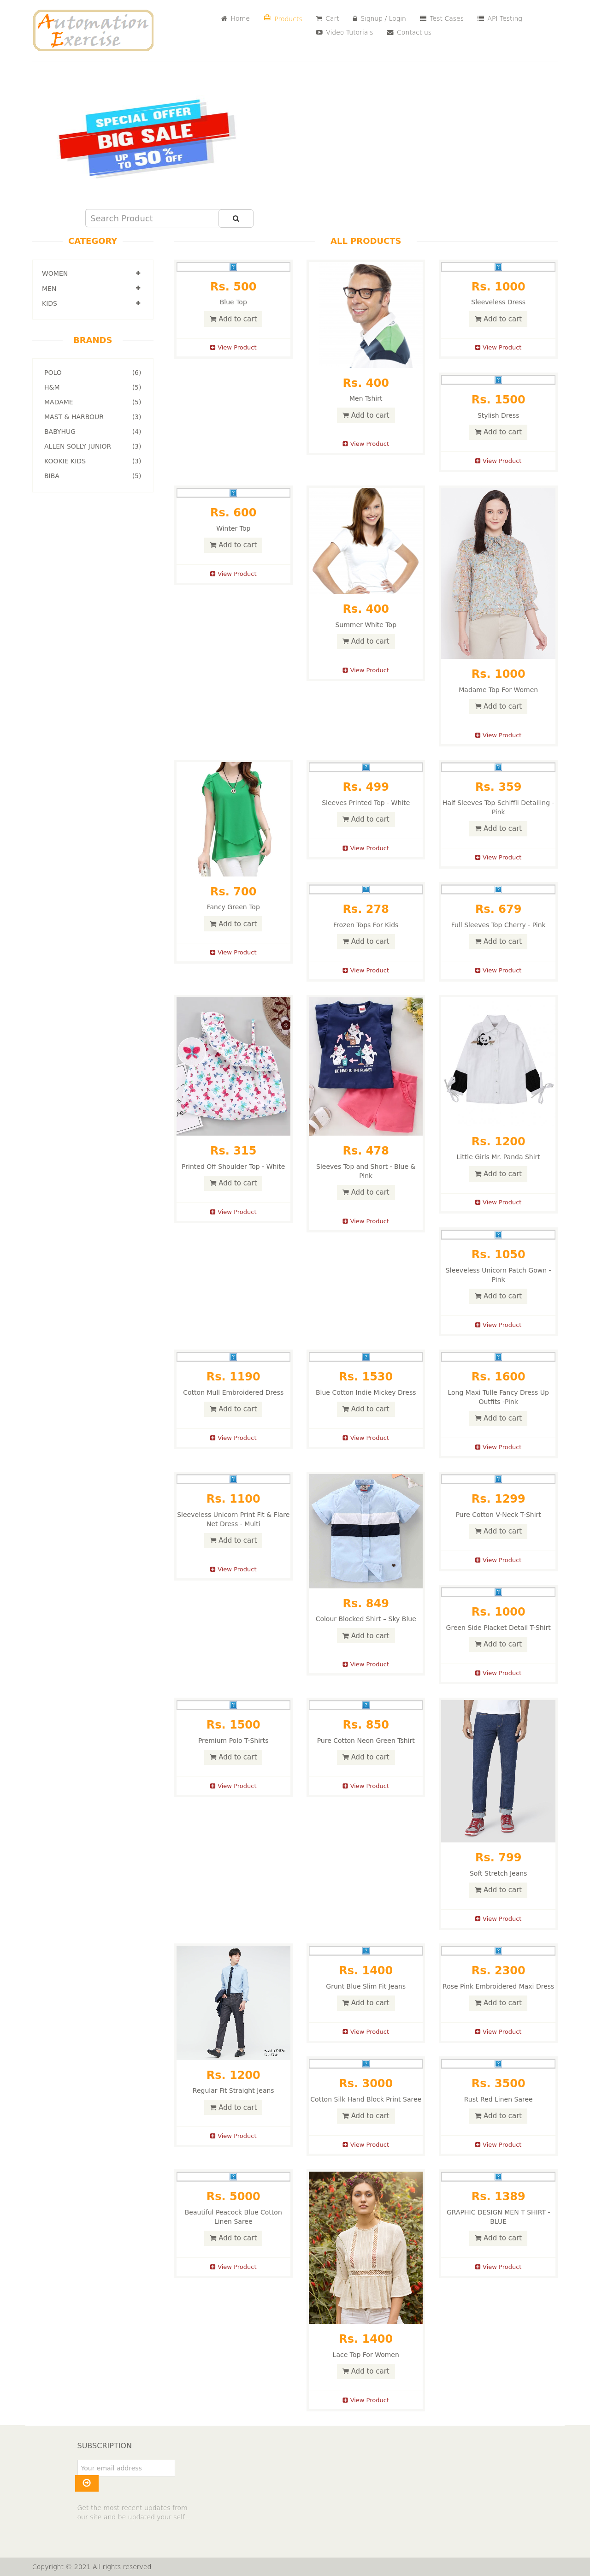 Automation
Exercise
Home
Products
Cart
Signup / Login
Test Cases
API Testing
Video Tutorials
Contact us
SPECIAL OFFER
BIG SALE
UP TO 50% OFF
Search Product
CATEGORY
WOMEN
MEN
KIDS
BRANDS
POLO (6)
H&M (5)
MADAME (5)
MAST & HARBOUR (3)
BABYHUG (4)
ALLEN SOLLY JUNIOR (3)
KOOKIE KIDS (3)
BIBA (5)
ALL PRODUCTS
Rs. 500
Blue Top
Add to cart
View Product
Rs. 400
Men Tshirt
Add to cart
View Product
Rs. 1000
Sleeveless Dress
Add to cart
View Product
Rs. 1500
Stylish Dress
Add to cart
View Product
Rs. 600
Winter Top
Add to cart
View Product
Rs. 400
Summer White Top
Add to cart
View Product
Rs. 1000
Madame Top For Women
Add to cart
View Product
Rs. 700
Fancy Green Top
Add to cart
View Product
Rs. 499
Sleeves Printed Top - White
Add to cart
View Product
Rs. 359
Half Sleeves Top Schiffli Detailing -
Pink
Add to cart
View Product
Rs. 278
Frozen Tops For Kids
Add to cart
View Product
Rs. 679
Full Sleeves Top Cherry - Pink
Add to cart
View Product
Rs. 315
Printed Off Shoulder Top - White
Add to cart
View Product
Rs. 478
Sleeves Top and Short - Blue &
Pink
Add to cart
View Product
Rs. 1200
Little Girls Mr. Panda Shirt
Add to cart
View Product
Rs. 1050
Sleeveless Unicorn Patch Gown -
Pink
Add to cart
View Product
Rs. 1190
Cotton Mull Embroidered Dress
Add to cart
View Product
Rs. 1530
Blue Cotton Indie Mickey Dress
Add to cart
View Product
Rs. 1600
Long Maxi Tulle Fancy Dress Up
Outfits -Pink
Add to cart
View Product
Rs. 1100
Sleeveless Unicorn Print Fit & Flare
Net Dress - Multi
Add to cart
View Product
Rs. 849
Colour Blocked Shirt – Sky Blue
Add to cart
View Product
Rs. 1299
Pure Cotton V-Neck T-Shirt
Add to cart
View Product
Rs. 1000
Green Side Placket Detail T-Shirt
Add to cart
View Product
Rs. 1500
Premium Polo T-Shirts
Add to cart
View Product
Rs. 850
Pure Cotton Neon Green Tshirt
Add to cart
View Product
Rs. 799
Soft Stretch Jeans
Add to cart
View Product
Rs. 1200
Regular Fit Straight Jeans
Add to cart
View Product
Rs. 1400
Grunt Blue Slim Fit Jeans
Add to cart
View Product
Rs. 2300
Rose Pink Embroidered Maxi Dress
Add to cart
View Product
Rs. 3000
Cotton Silk Hand Block Print Saree
Add to cart
View Product
Rs. 3500
Rust Red Linen Saree
Add to cart
View Product
Rs. 5000
Beautiful Peacock Blue Cotton
Linen Saree
Add to cart
View Product
Rs. 1400
Lace Top For Women
Add to cart
View Product
Rs. 1389
GRAPHIC DESIGN MEN T SHIRT -
BLUE
Add to cart
View Product
SUBSCRIPTION
Your email address
Get the most recent updates from
our site and be updated your self...
Copyright © 2021 All rights reserved